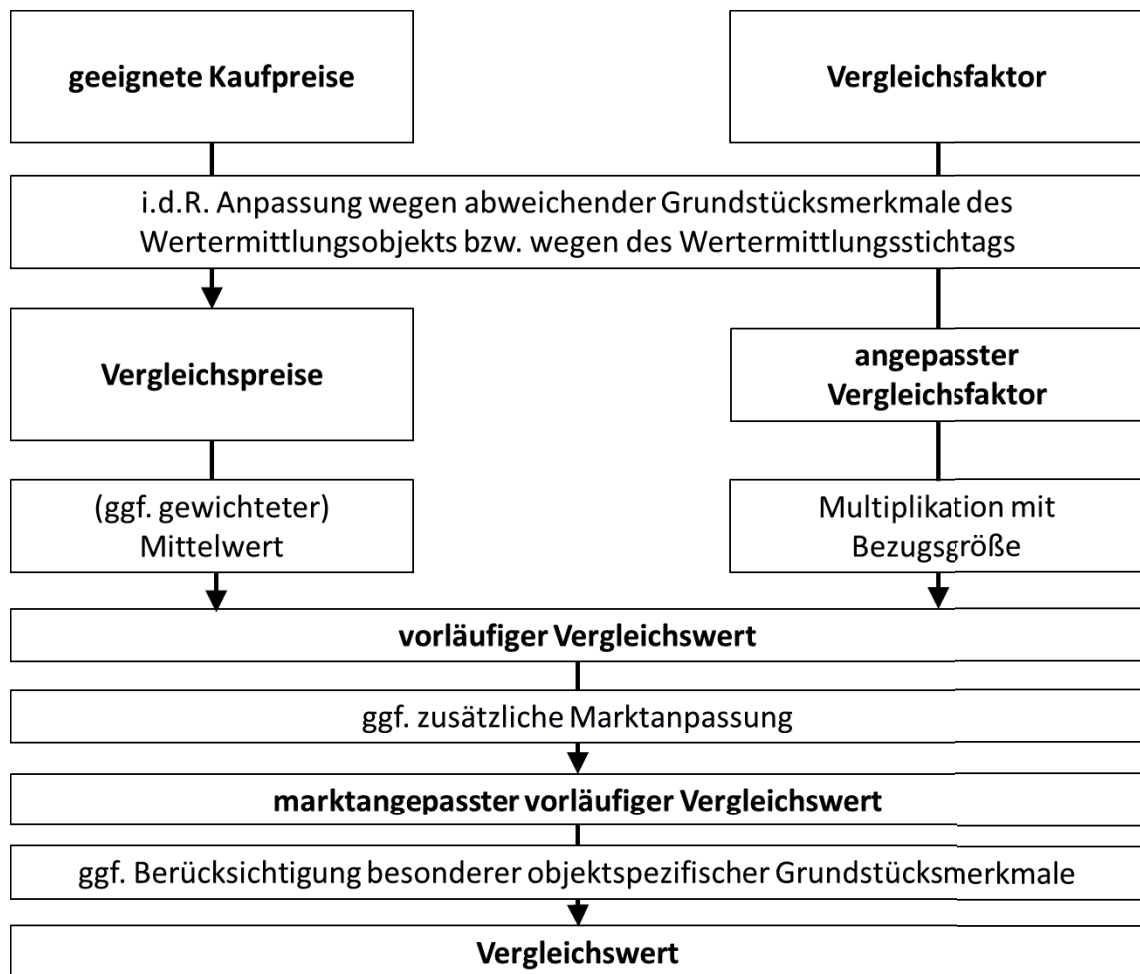 geeignete Kaufpreise
Vergleichsfaktor
i.d.R. Anpassung wegen abweichender Grundstücksmerkmale des
Wertermittlungsobjekts bzw. wegen des Wertermittlungsstichtags
Vergleichspreise
angepasster
Vergleichsfaktor
(ggf. gewichteter)
Mittelwert
Multiplikation mit
Bezugsgröße
vorläufiger Vergleichswert
ggf. zusätzliche Marktanpassung
marktangepasster vorläufiger Vergleichswert
ggf. Berücksichtigung besonderer objektspezifischer Grundstücksmerkmale
Vergleichswert